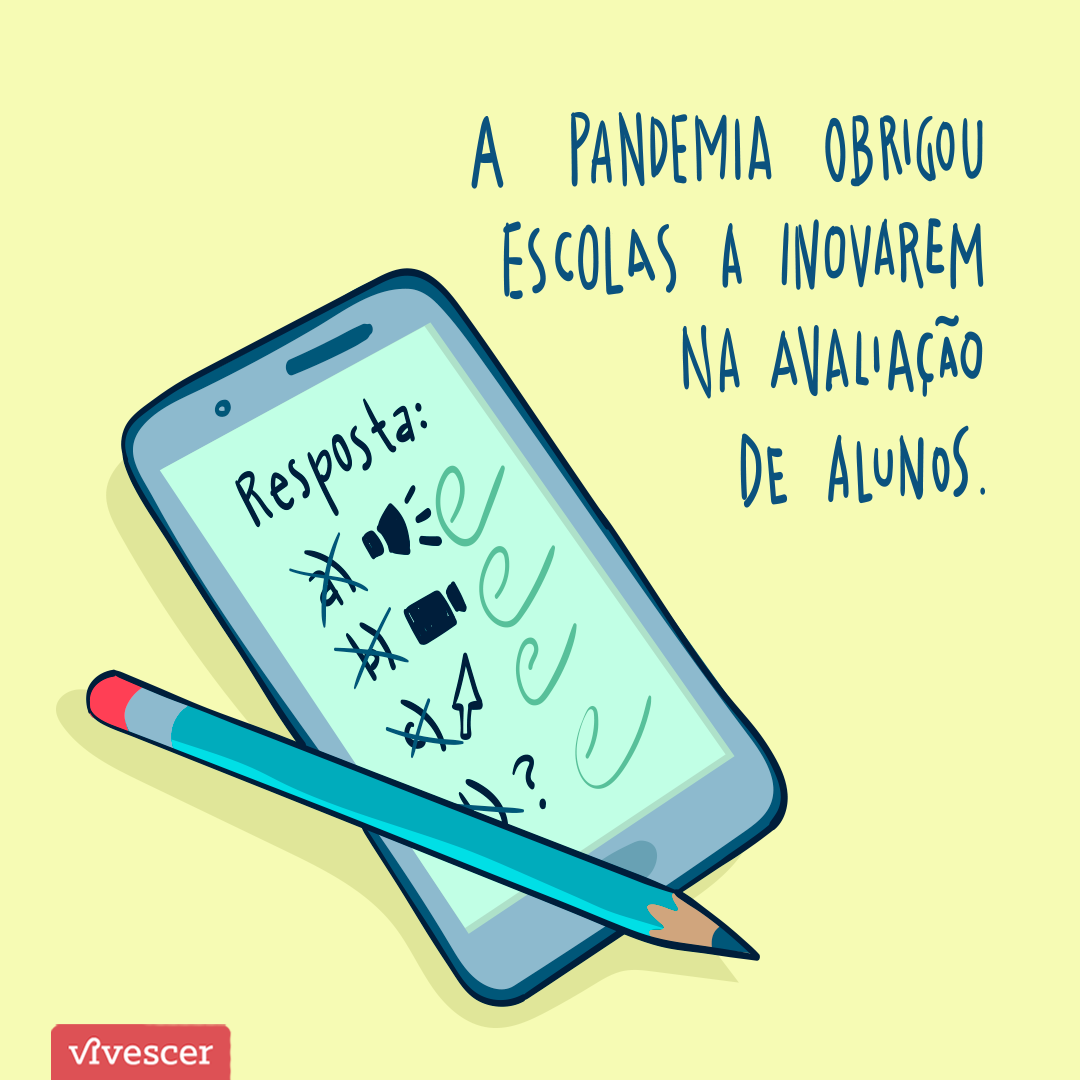 A PANDEMIA OBRIGOU
ESCOLAS A INOVAREM
NA AVALIAÇÃO
DE ALUNOS.
Resposta:
a)
b)
c)
) ?
vivescer